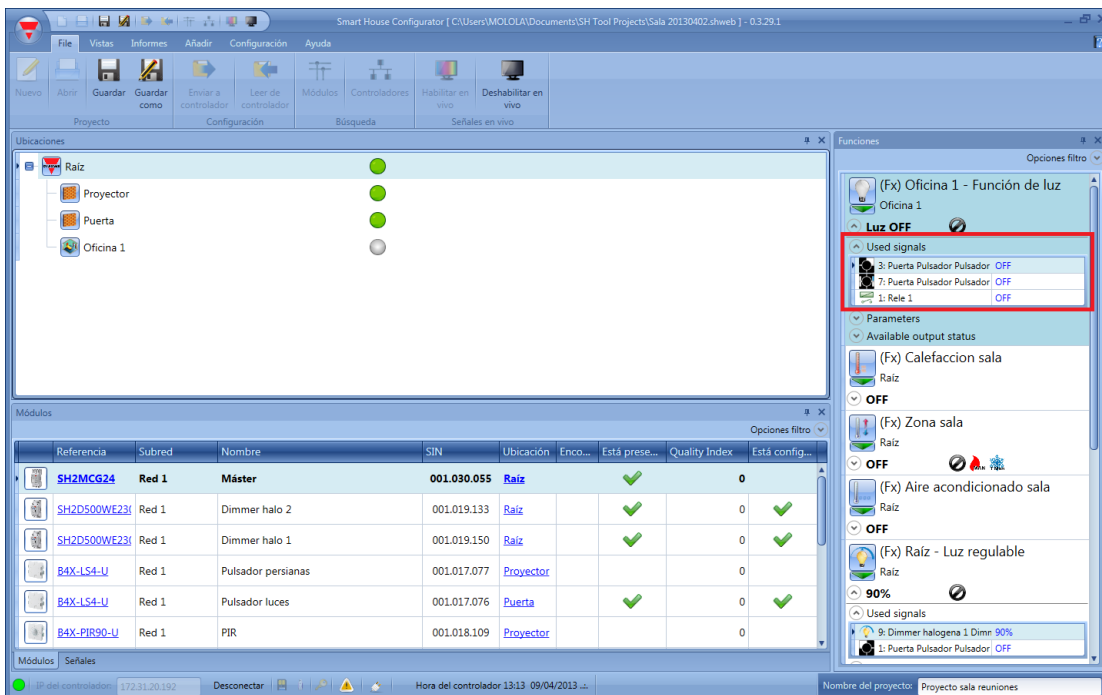 Smart House Configurator [ C:\Users\MOLOLA\Documents\SH Tool Projects\Sala 20130402.shweb ] - 0.3.29.1
File Vistas Informes Añadir Configuración Ayuda
Nuevo Abrir Guardar Guardar como Enviar a controlador Leer de controlador Módulos Controladores Habilitar en vivo Deshabilitar en vivo
Proyecto Configuración Búsqueda Señales en vivo
Ubicaciones
Raíz
Proyector
Puerta
Oficina 1
Módulos
Opciones filtro
Referencia Subred Nombre SIN Ubicación Enco... Está prese... Quality Index Está config...
SH2MCG24 Red 1 Máster 001.030.055 Raíz 0
SH2D500WE23( Red 1 Dimmer halo 2 001.019.133 Raíz 0
SH2D500WE23( Red 1 Dimmer halo 1 001.019.150 Raíz 0
B4X-LS4-U Red 1 Pulsador persianas 001.017.077 Proyector 0
B4X-LS4-U Red 1 Pulsador luces 001.017.076 Puerta 0
B4X-PIR90-U Red 1 PIR 001.018.109 Proyector 0
Módulos Señales
Funciones
Opciones filtro
(Fx) Oficina 1 - Función de luz
Oficina 1
Luz OFF
Used signals
3: Puerta Pulsador Pulsador OFF
7: Puerta Pulsador Pulsador OFF
1: Rele 1 OFF
Parameters
Available output status
(Fx) Calefaccion sala
Raíz
OFF
(Fx) Zona sala
Raíz
OFF
(Fx) Aire acondicionado sala
Raíz
OFF
(Fx) Raíz - Luz regulable
Raíz
90%
Used signals
9: Dimmer halogena 1 Dimn 90%
1: Puerta Pulsador Pulsador OFF
IP del controlador: 172.31.20.192 Desconectar Hora del controlador 13:13 09/04/2013 Nombre del proyecto: Proyecto sala reuniones